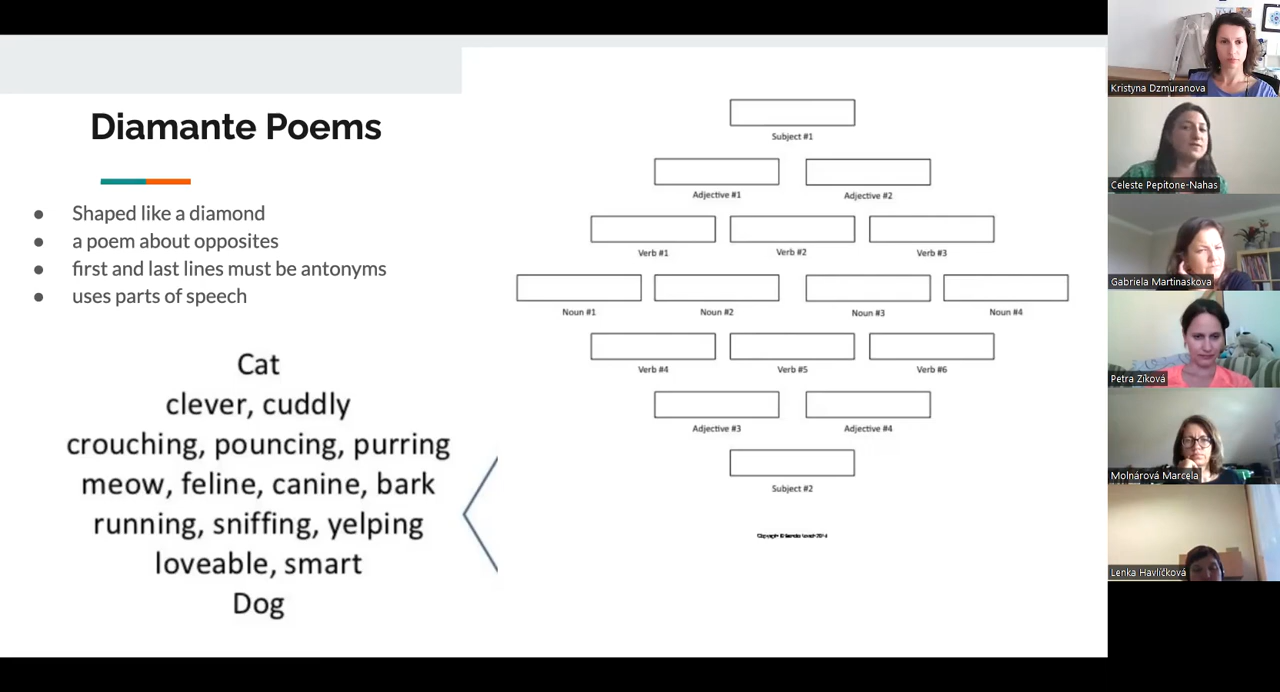 Diamante Poems
● Shaped like a diamond
● a poem about opposites
● first and last lines must be antonyms
● uses parts of speech
Cat
clever, cuddly
crouching, pouncing, purring
meow, feline, canine, bark
running, sniffing, yelping
loveable, smart
Dog
Subject #1
Adjective #1 Adjective #2
Verb #1 Verb #2 Verb #3
Noun #1 Noun #2 Noun #3 Noun #4
Verb #4 Verb #5 Verb #6
Adjective #3 Adjective #4
Subject #2
Copyright ©
Kristyna Dzmuranova
Celeste Pepitone-Nahas
Gabriela Martinaskova
Petra Zíková
Molnárová Marcela
Lenka Havlíčková